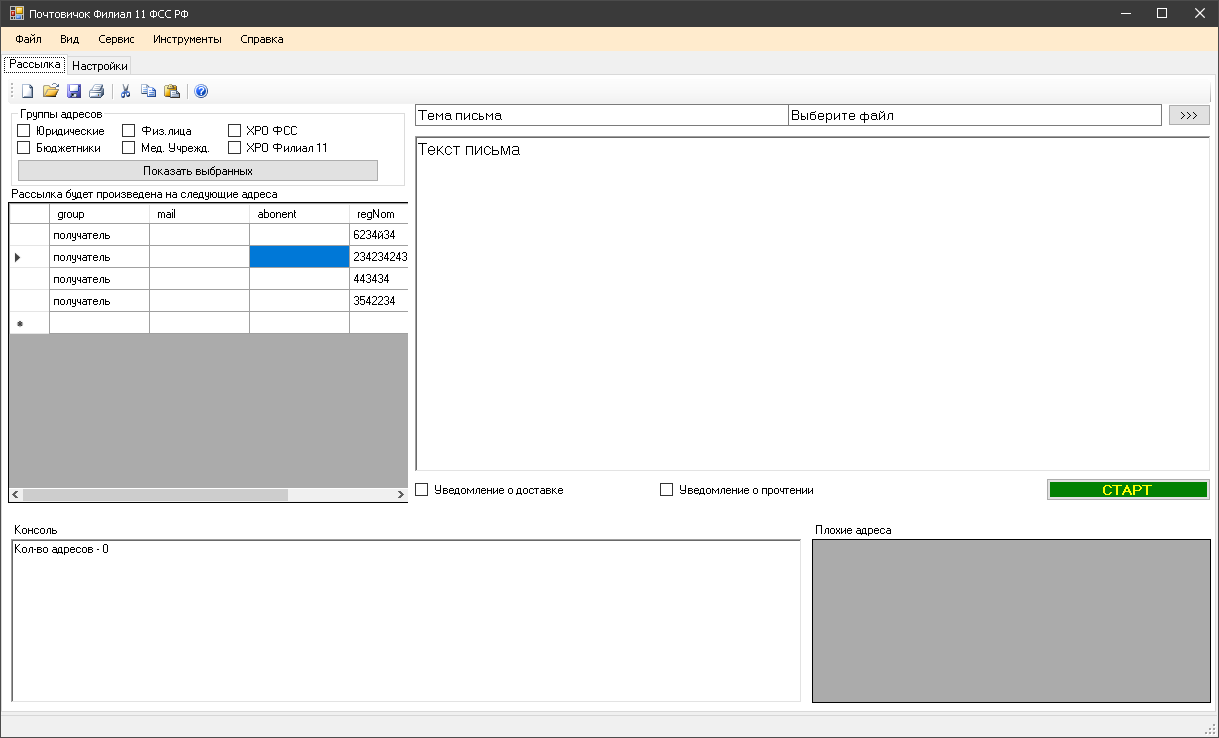 Почтовичок Филиал 11 ФСС РФ
Файл Вид Сервис Инструменты Справка
Рассылка Настройки
Группы адресов
Юридические Физ.лица ХРО ФСС
Бюджетники Мед. Учрежд. ХРО Филиал 11
Показать выбранных
Рассылка будет произведена на следующие адреса
group mail abonent regNom
получатель 6234й34
получатель 234234243
получатель 443434
получатель 3542234
Тема письма Выберите файл >>>
Текст письма
Уведомление о доставке Уведомление о прочтении СТАРТ
Консоль
Кол-во адресов - 0
Плохие адреса